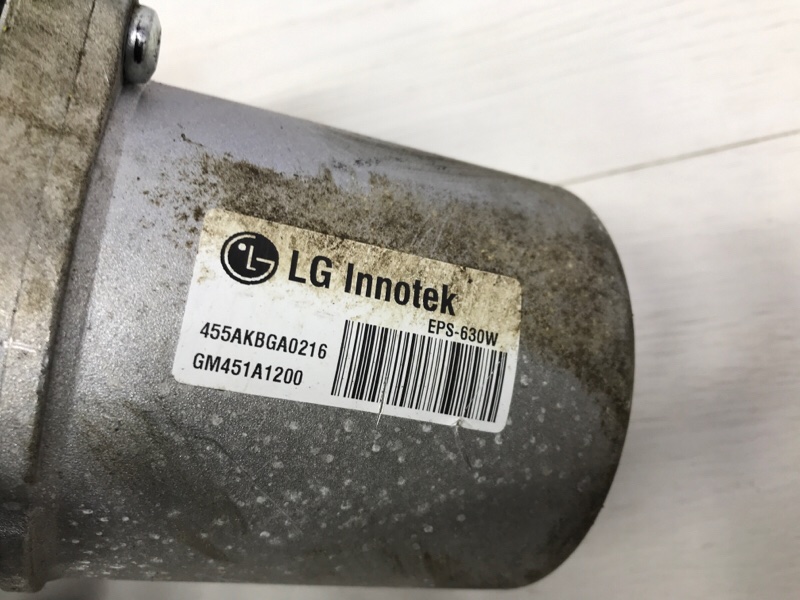 LG Innotek
EPS-630W
455AKBGA0216
GM451A1200